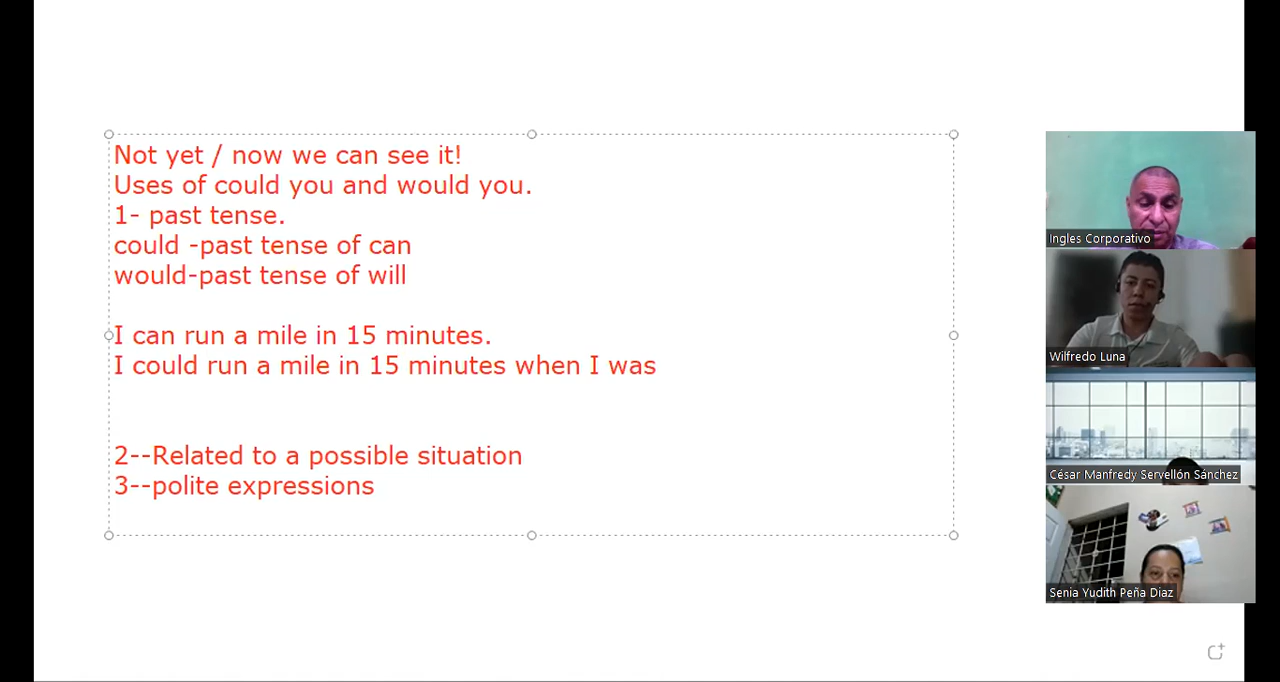 Not yet / now we can see it!
Uses of could you and would you.
1- past tense.
could -past tense of can
would-past tense of will
I can run a mile in 15 minutes.
I could run a mile in 15 minutes when I was
2--Related to a possible situation
3--polite expressions
Ingles Corporativo
Wilfredo Luna
César Manfredy Servellón Sánchez
Senia Yudith Peña Diaz